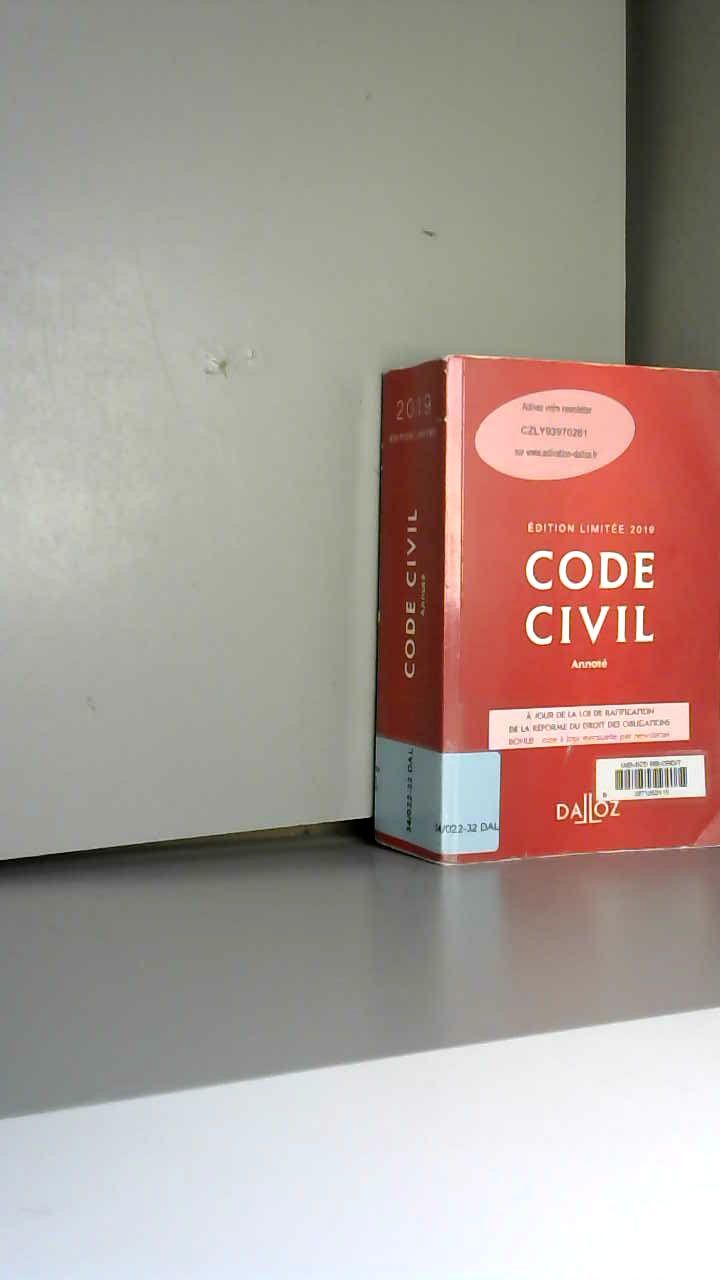 2019
CODE CIVIL
Annoté
34/022-32 DAL
Activez votre newsletter
CZLY93970261
sur www.activation-dalloz.fr
ÉDITION LIMITÉE 2019
CODE
CIVIL
Annoté
À JOUR DE LA LOI DE RATIFICATION
DE LA RÉFORME DU DROIT DES OBLIGATIONS
DALLOZ
34/022-32 DAL